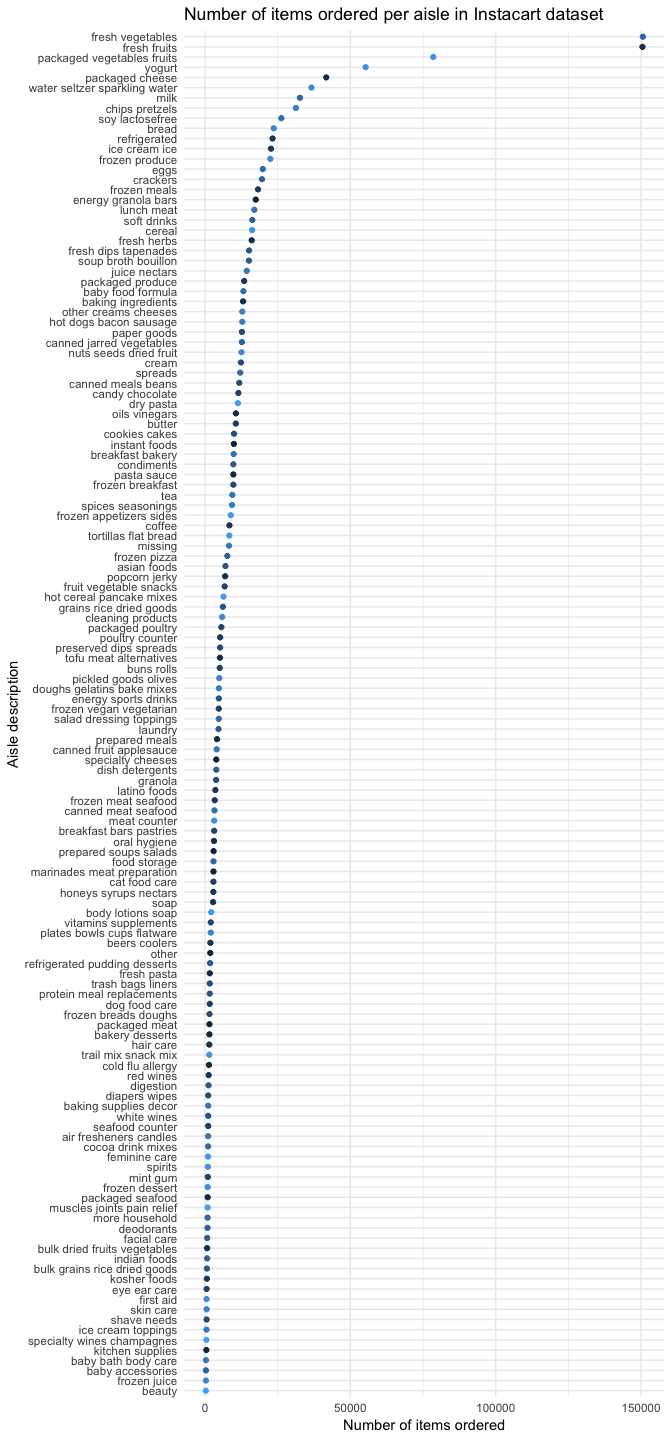 Number of items ordered per aisle in Instacart dataset
fresh vegetables
fresh fruits
packaged vegetables fruits
yogurt
packaged cheese
water seltzer sparkling water
milk
chips pretzels
soy lactosefree
bread
refrigerated
ice cream ice
frozen produce
eggs
crackers
frozen meals
energy granola bars
lunch meat
soft drinks
cereal
fresh herbs
fresh dips tapenades
soup broth bouillon
juice nectars
packaged produce
baby food formula
baking ingredients
other creams cheeses
hot dogs bacon sausage
paper goods
canned jarred vegetables
nuts seeds dried fruit
cream
spreads
canned meals beans
candy chocolate
dry pasta
oils vinegars
butter
cookies cakes
instant foods
breakfast bakery
condiments
pasta sauce
frozen breakfast
tea
spices seasonings
frozen appetizers sides
coffee
tortillas flat bread
missing
frozen pizza
asian foods
popcorn jerky
fruit vegetable snacks
hot cereal pancake mixes
grains rice dried goods
cleaning products
packaged poultry
poultry counter
preserved dips spreads
tofu meat alternatives
buns rolls
pickled goods olives
doughs gelatins bake mixes
energy sports drinks
frozen vegan vegetarian
salad dressing toppings
laundry
prepared meals
canned fruit applesauce
specialty cheeses
dish detergents
granola
latino foods
frozen meat seafood
canned meat seafood
meat counter
breakfast bars pastries
oral hygiene
prepared soups salads
food storage
marinades meat preparation
cat food care
honeys syrups nectars
soap
body lotions soap
vitamins supplements
plates bowls cups flatware
beers coolers
other
refrigerated pudding desserts
fresh pasta
trash bags liners
protein meal replacements
dog food care
frozen breads doughs
packaged meat
bakery desserts
hair care
trail mix snack mix
cold flu allergy
red wines
digestion
diapers wipes
baking supplies decor
white wines
seafood counter
air fresheners candles
cocoa drink mixes
feminine care
spirits
mint gum
frozen dessert
packaged seafood
muscles joints pain relief
more household
deodorants
facial care
bulk dried fruits vegetables
indian foods
bulk grains rice dried goods
kosher foods
eye ear care
first aid
skin care
shave needs
ice cream toppings
specialty wines champagnes
kitchen supplies
baby bath body care
baby accessories
frozen juice
beauty
Aisle description
0 50000 100000 150000
Number of items ordered